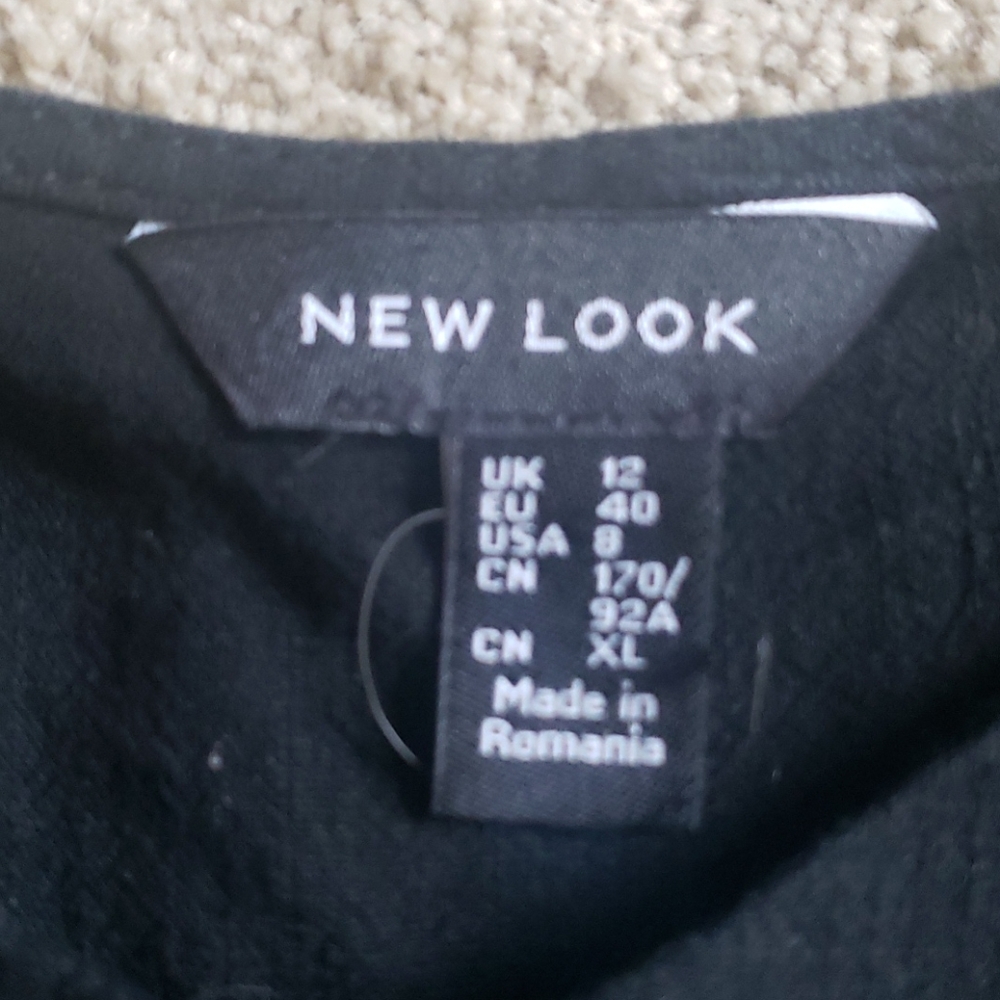 NEW LOOK
UK 12
EU 40
USA 8
CN 170/
92A
CN XL
Made in
Romania